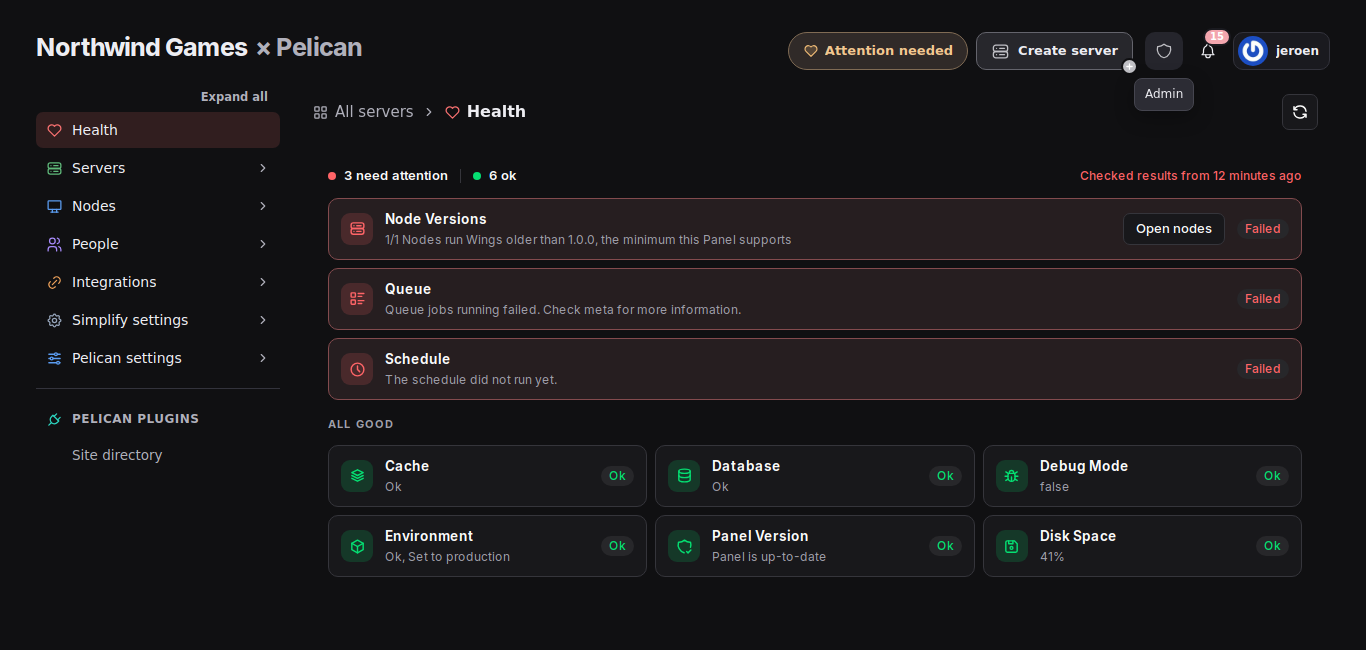 Northwind Games × Pelican
Attention needed
Create server
15
jeroen
Admin
Expand all
Health
Servers
Nodes
People
Integrations
Simplify settings
Pelican settings
PELICAN PLUGINS
Site directory
All servers > Health
3 need attention
6 ok
Checked results from 12 minutes ago
Node Versions
1/1 Nodes run Wings older than 1.0.0, the minimum this Panel supports
Open nodes
Failed
Queue
Queue jobs running failed. Check meta for more information.
Failed
Schedule
The schedule did not run yet.
Failed
ALL GOOD
Cache
Ok
Ok
Database
Ok
Ok
Debug Mode
false
Ok
Environment
Ok, Set to production
Ok
Panel Version
Panel is up-to-date
Ok
Disk Space
41%
Ok